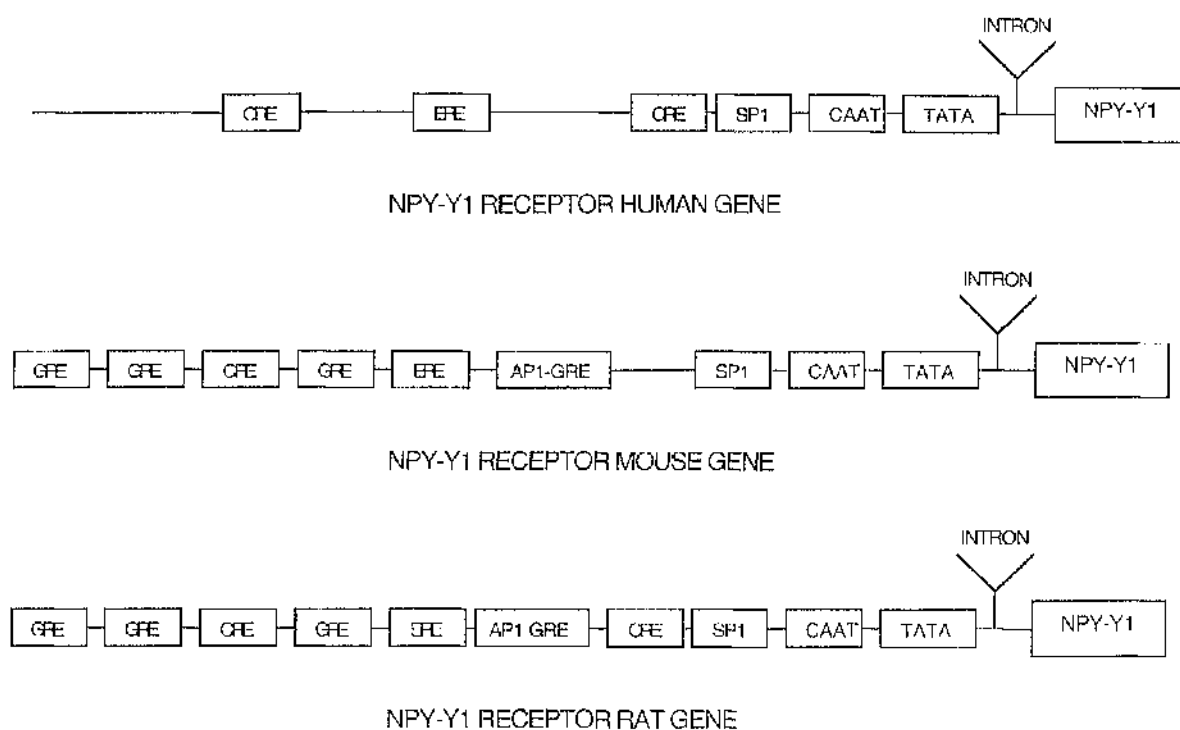 INTRON
CRE ERE CRE SP1 CAAT TATA NPY-Y1
NPY-Y1 RECEPTOR HUMAN GENE
INTRON
GRE GRE CRE GRE ERE AP1-GRE SP1 CAAT TATA NPY-Y1
NPY-Y1 RECEPTOR MOUSE GENE
INTRON
GRE GRE CRE GRE ERE AP1 GRE CRE SP1 CAAT TATA NPY-Y1
NPY-Y1 RECEPTOR RAT GENE